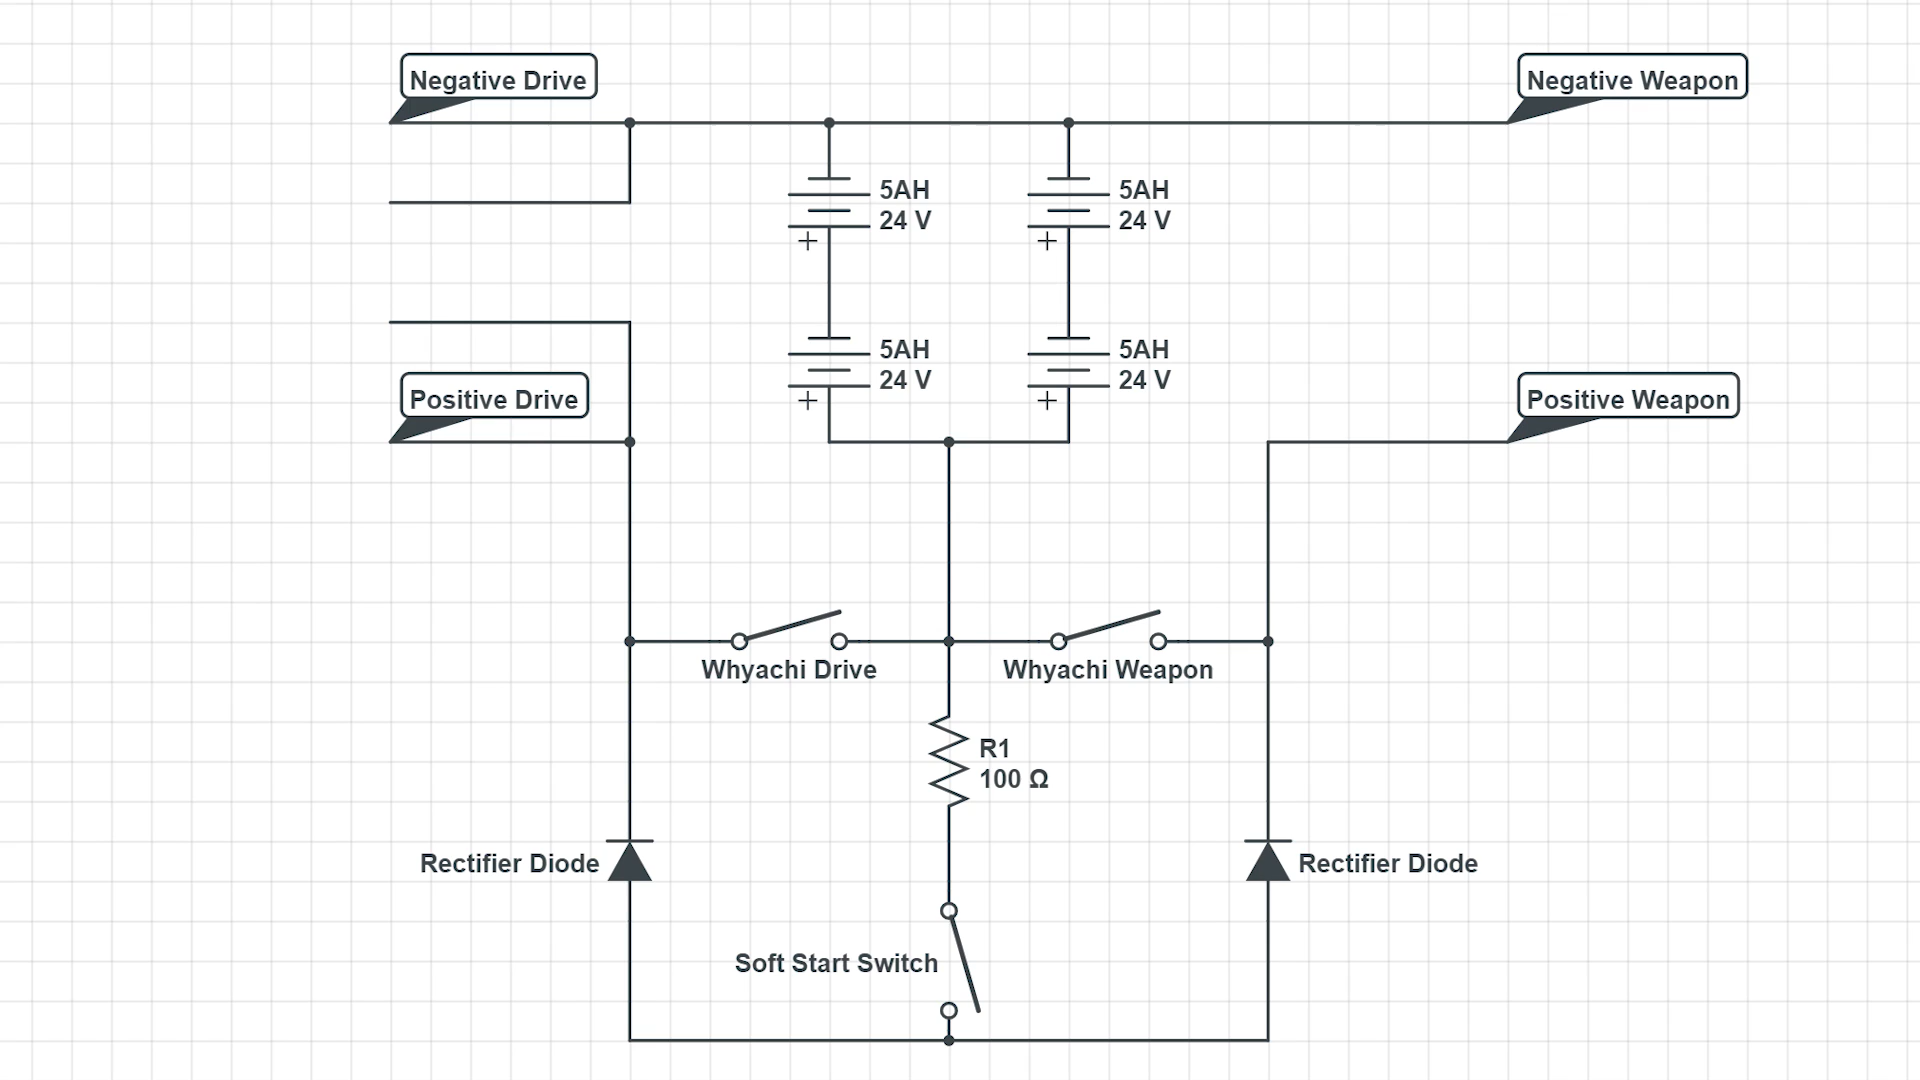 Negative Drive
Negative Weapon
5AH
24 V
+
5AH
24 V
+
5AH
24 V
+
5AH
24 V
+
Positive Drive
Positive Weapon
Whyachi Drive
Whyachi Weapon
R1
100 Ω
Rectifier Diode
Rectifier Diode
Soft Start Switch